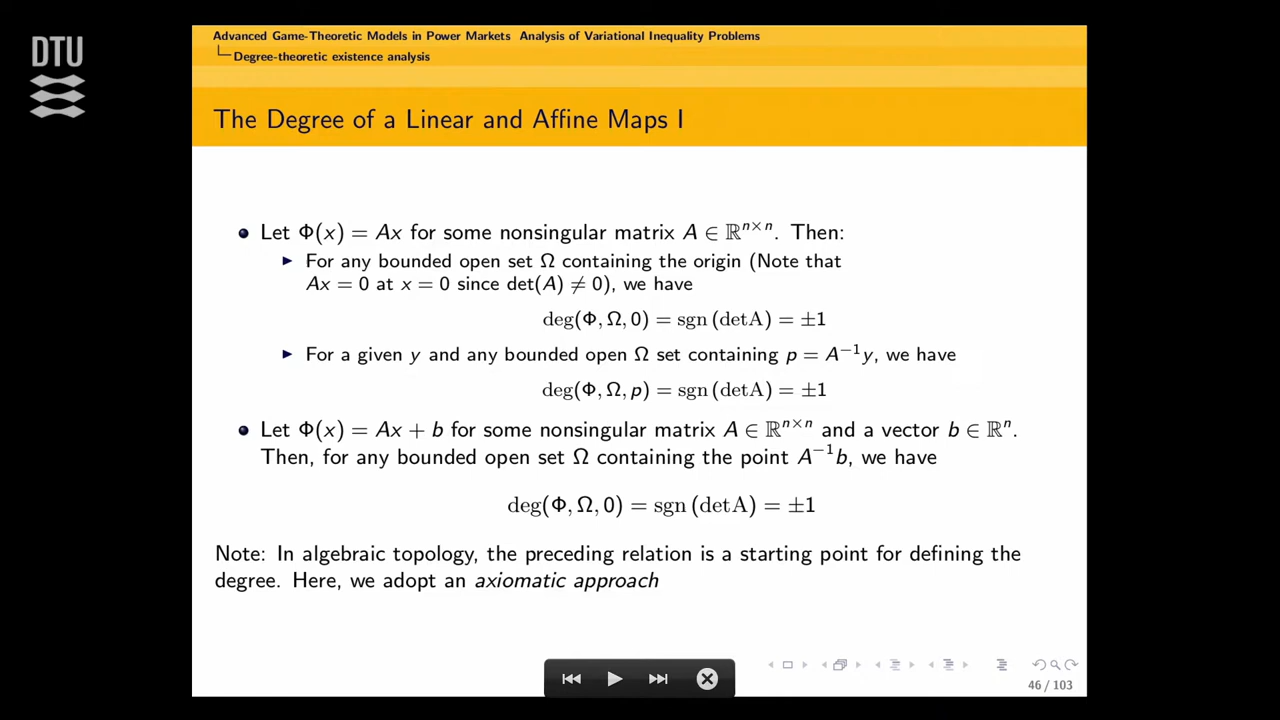 DTU
Advanced Game-Theoretic Models in Power Markets Analysis of Variational Inequality Problems
Degree-theoretic existence analysis
The Degree of a Linear and Affine Maps I
Let Φ(x) = Ax for some nonsingular matrix A ∈ ℝⁿˣⁿ. Then:
For any bounded open set Ω containing the origin (Note that
Ax = 0 at x = 0 since det(A) ≠ 0), we have
deg(Φ, Ω, 0) = sgn (detA) = ±1
For a given y and any bounded open Ω set containing p = A⁻¹y, we have
deg(Φ, Ω, p) = sgn (detA) = ±1
Let Φ(x) = Ax + b for some nonsingular matrix A ∈ ℝⁿˣⁿ and a vector b ∈ ℝⁿ.
Then, for any bounded open set Ω containing the point A⁻¹b, we have
deg(Φ, Ω, 0) = sgn (detA) = ±1
Note: In algebraic topology, the preceding relation is a starting point for defining the
degree. Here, we adopt an axiomatic approach
46 / 103